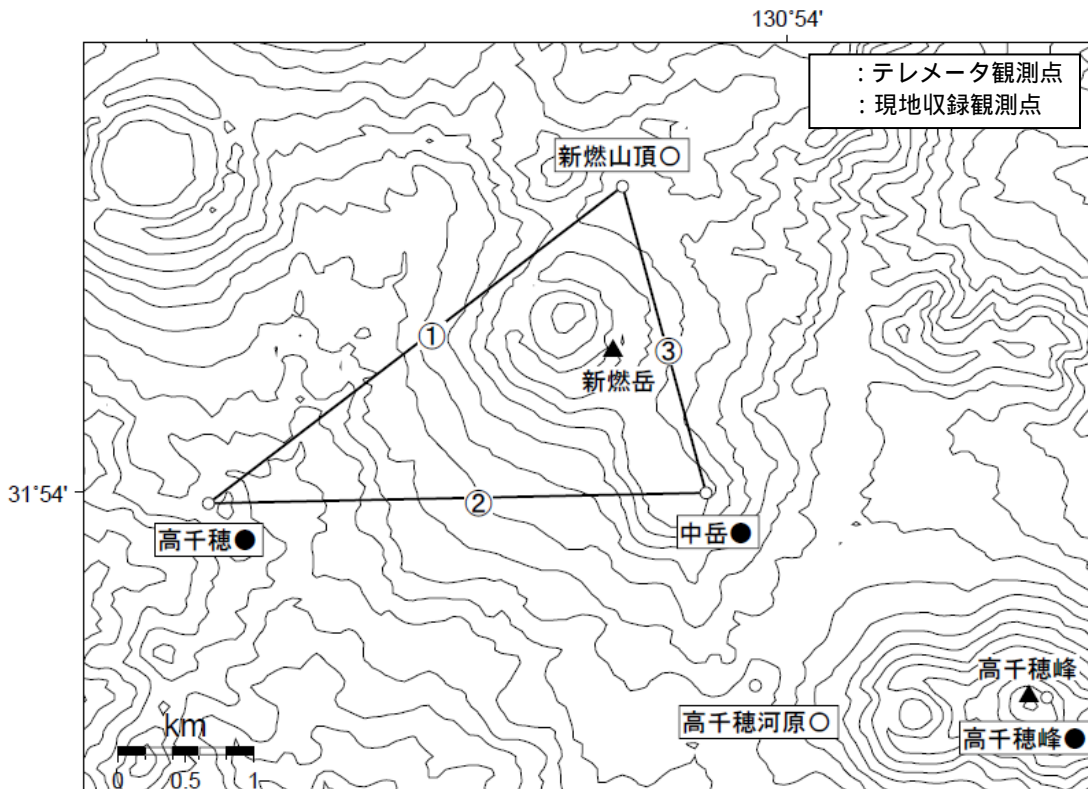 130°54'
：テレメータ観測点
：現地収録観測点
新燃山頂○
①
③
新燃岳
31°54'
②
高千穂●
中岳●
高千穂峰
km
高千穂河原○
高千穂峰●
0 0.5 1